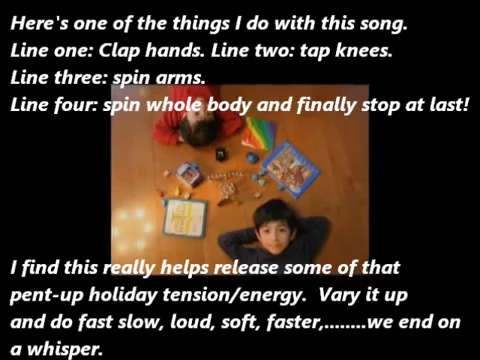 Here's one of the things I do with this song.
Line one: Clap hands. Line two: tap knees.
Line three: spin arms.
Line four: spin whole body and finally stop at last!
I find this really helps release some of that
pent-up holiday tension/energy.  Vary it up
and do fast slow, loud, soft, faster,........we end on
a whisper.